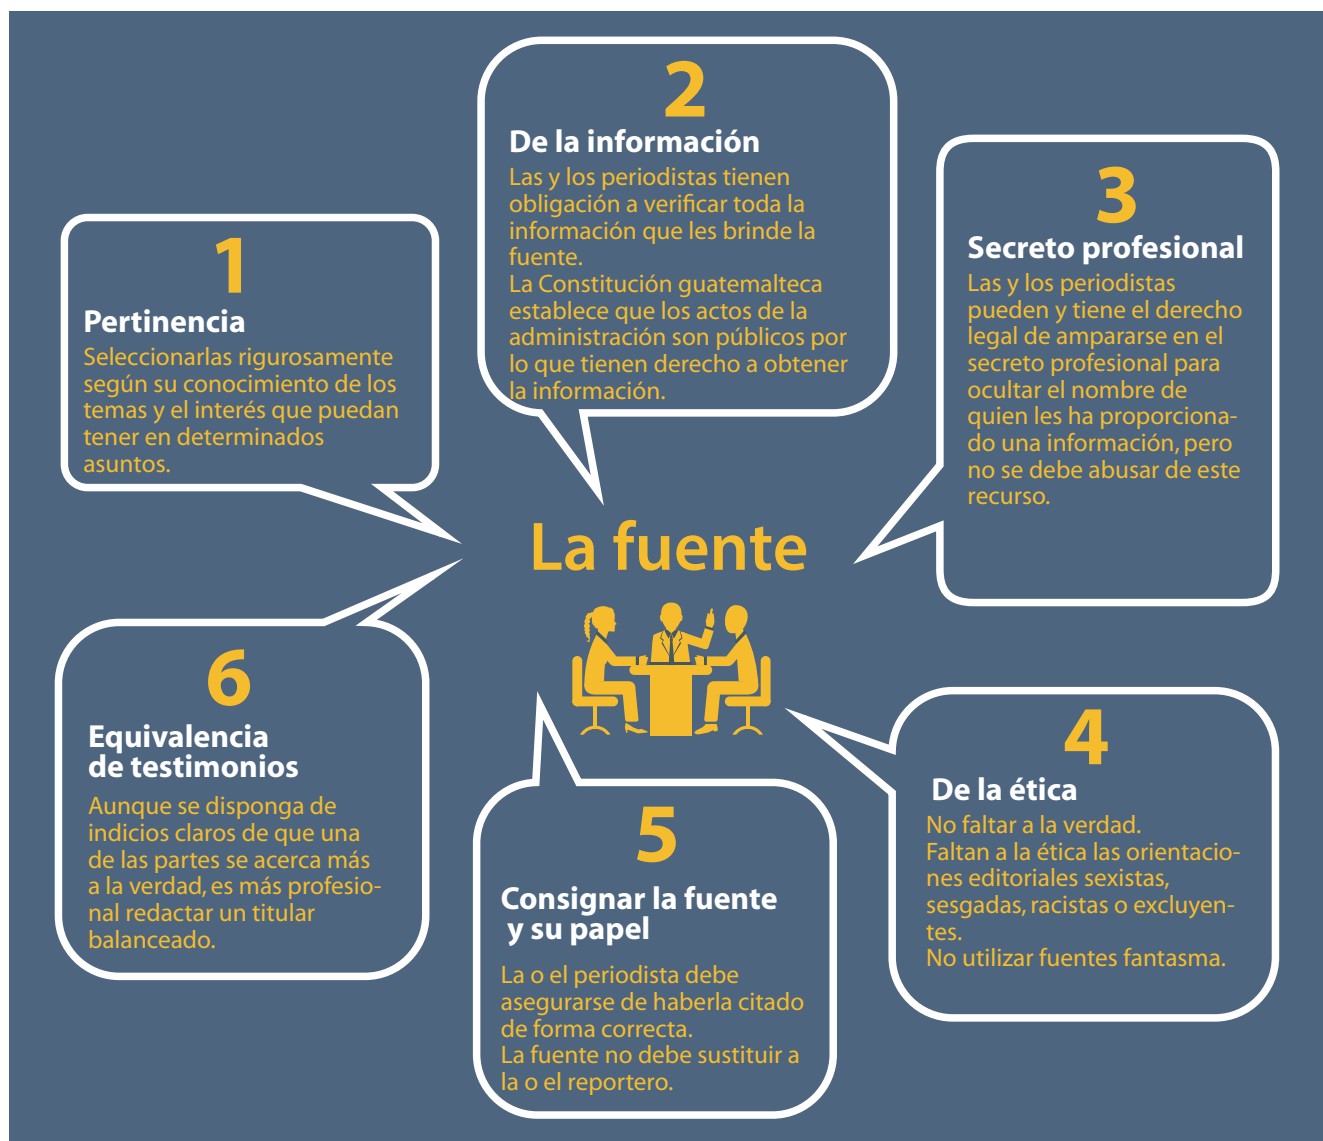 La fuente
1
Pertinencia
Seleccionarlas rigurosamente
según su conocimiento de los
temas y el interés que puedan
tener en determinados
asuntos.
2
De la información
Las y los periodistas tienen
obligación a verificar toda la
información que les brinde la
fuente.
La Constitución guatemalteca
establece que los actos de la
administración son públicos por
lo que tienen derecho a obtener
la información.
3
Secreto profesional
Las y los periodistas
pueden y tiene el derecho
legal de ampararse en el
secreto profesional para
ocultar el nombre de
quien les ha proporciona-
do una información, pero
no se debe abusar de este
recurso.
4
De la ética
No faltar a la verdad.
Faltan a la ética las orientacio-
nes editoriales sexistas,
sesgadas, racistas o excluyen-
tes.
No utilizar fuentes fantasma.
5
Consignar la fuente
y su papel
La o el periodista debe
asegurarse de haberla citado
de forma correcta.
La fuente no debe sustituir a
la o el reportero.
6
Equivalencia
de testimonios
Aunque se disponga de
indicios claros de que una
de las partes se acerca más
a la verdad, es más profesio-
nal redactar un titular
balanceado.